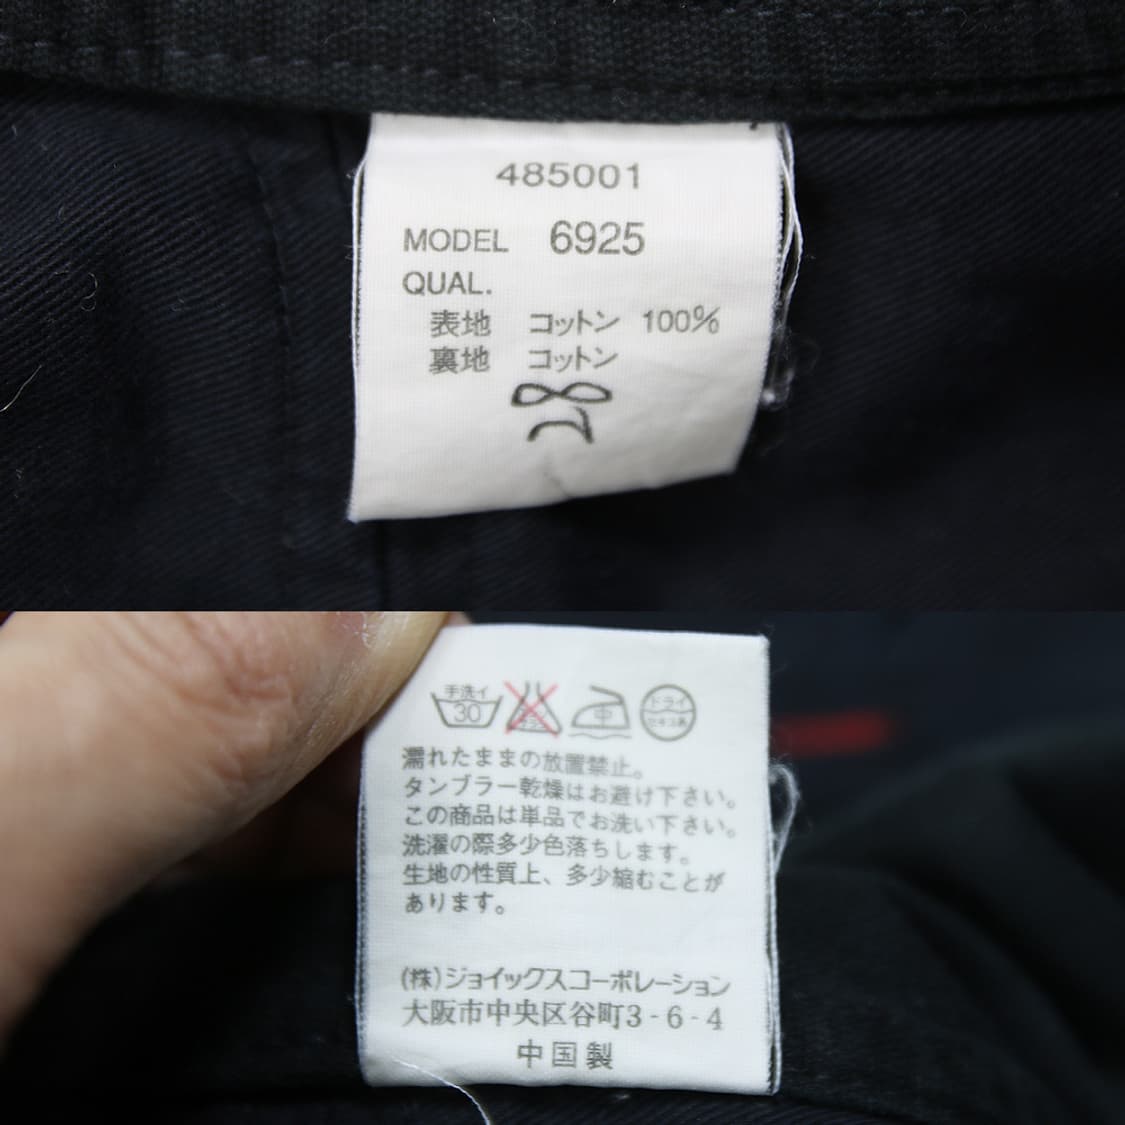 485001
MODEL 6925
QUAL.
表地 コットン 100%
裏地 コットン
手洗イ
30
中
ドライ
セキユ系
濡れたままの放置禁止。
タンブラー乾燥はお避け下さい。
この商品は単品でお洗い下さい。
洗濯の際多少色落ちします。
生地の性質上、多少縮むことが
あります。
(株)ジョイックスコーポレーション
大阪市中央区谷町3-6-4
中国製